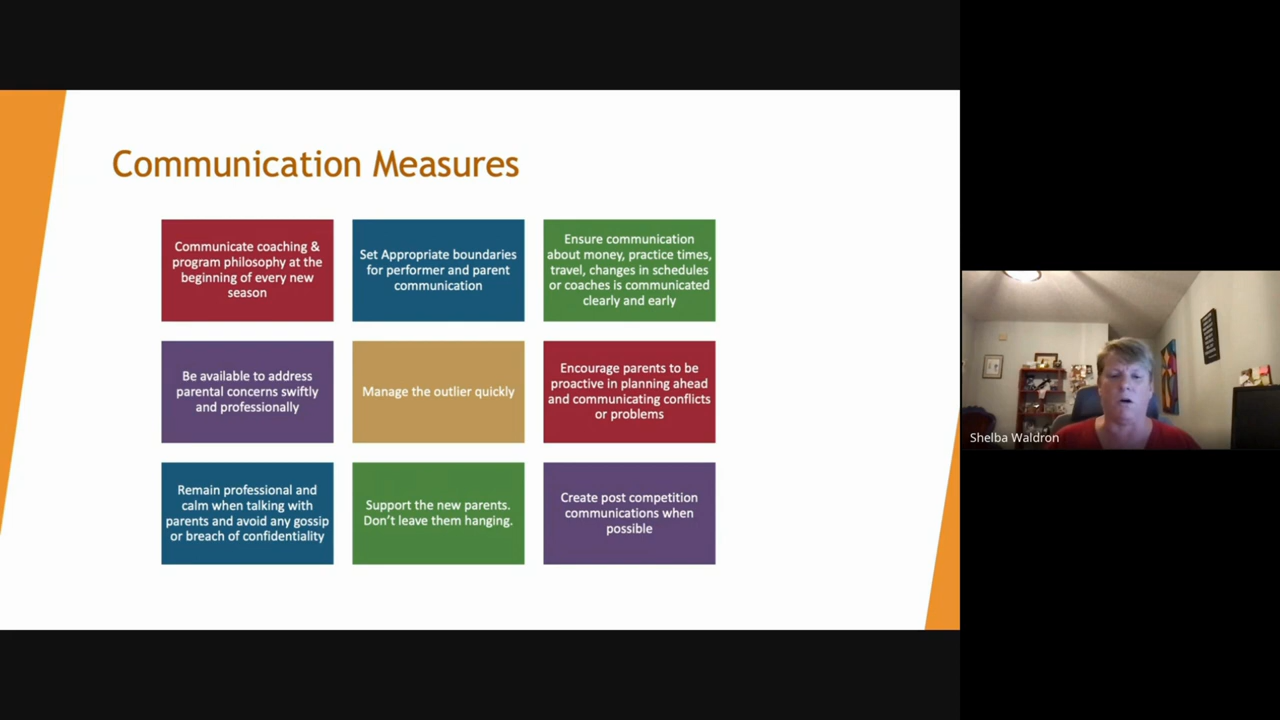 Communication Measures
Communicate coaching &
program philosophy at the
beginning of every new
season
Set Appropriate boundaries
for performer and parent
communication
Ensure communication
about money, practice times,
travel, changes in schedules
or coaches is communicated
clearly and early
Be available to address
parental concerns swiftly
and professionally
Manage the outlier quickly
Encourage parents to be
proactive in planning ahead
and communicating conflicts
or problems
Remain professional and
calm when talking with
parents and avoid any gossip
or breach of confidentiality
Support the new parents.
Don't leave them hanging.
Create post competition
communications when
possible
Shelba Waldron